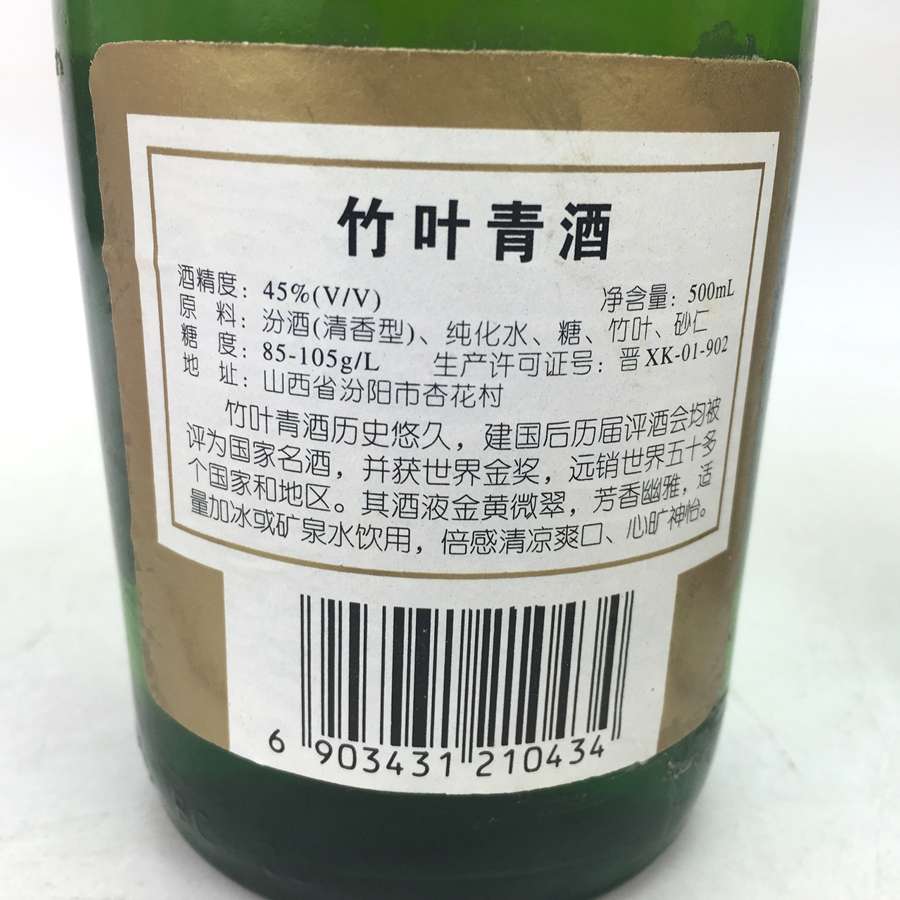 竹叶青酒
酒精度：45%(V/V) 净含量：500mL
原 料：汾酒(清香型)、纯化水、糖、竹叶、砂仁
糖 度：85-105g/L 生产许可证号：晋XK-01-902
地 址：山西省汾阳市杏花村
竹叶青酒历史悠久，建国后历届评酒会均被
评为国家名酒，并获世界金奖，远销世界五十多
个国家和地区。其酒液金黄微翠，芳香幽雅，适
量加冰或矿泉水饮用，倍感清凉爽口、心旷神怡。
6 903431 210434